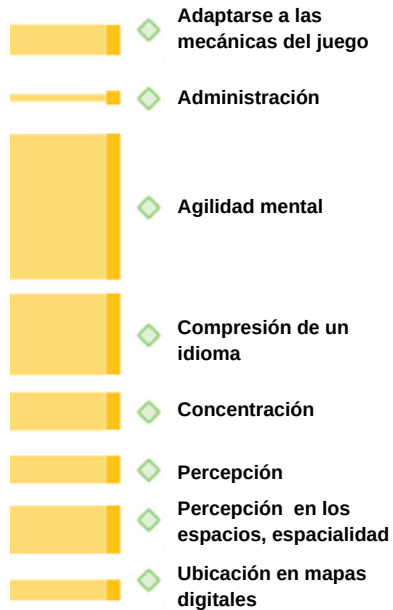 Adaptarse a las
mecánicas del juego
Administración
Agilidad mental
Compresión de un
idioma
Concentración
Percepción
Percepción en los
espacios, espacialidad
Ubicación en mapas
digitales